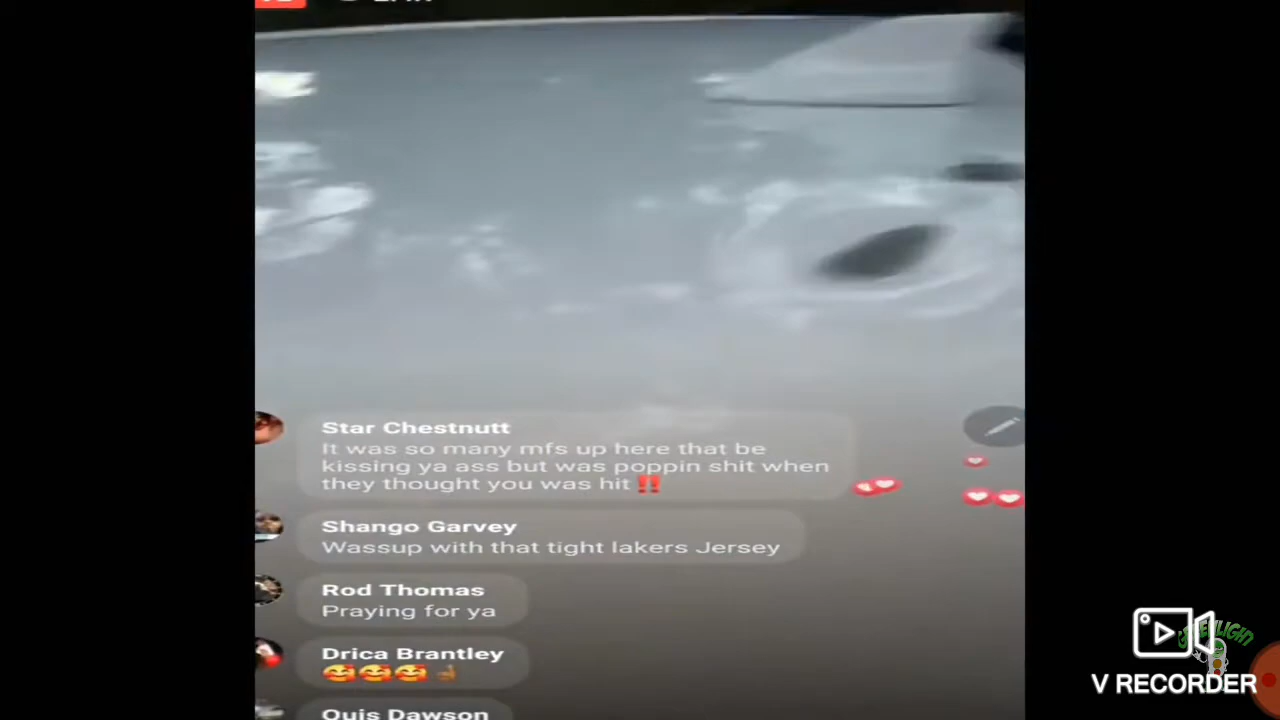 Star Chestnutt
It was so many mfs up here that be
kissing ya ass but was poppin shit when
they thought you was hit‼️
Shango Garvey
Wassup with that tight lakers Jersey
Rod Thomas
Praying for ya
Drica Brantley
🥰🥰🥰
Quis Dawson
V RECORDER